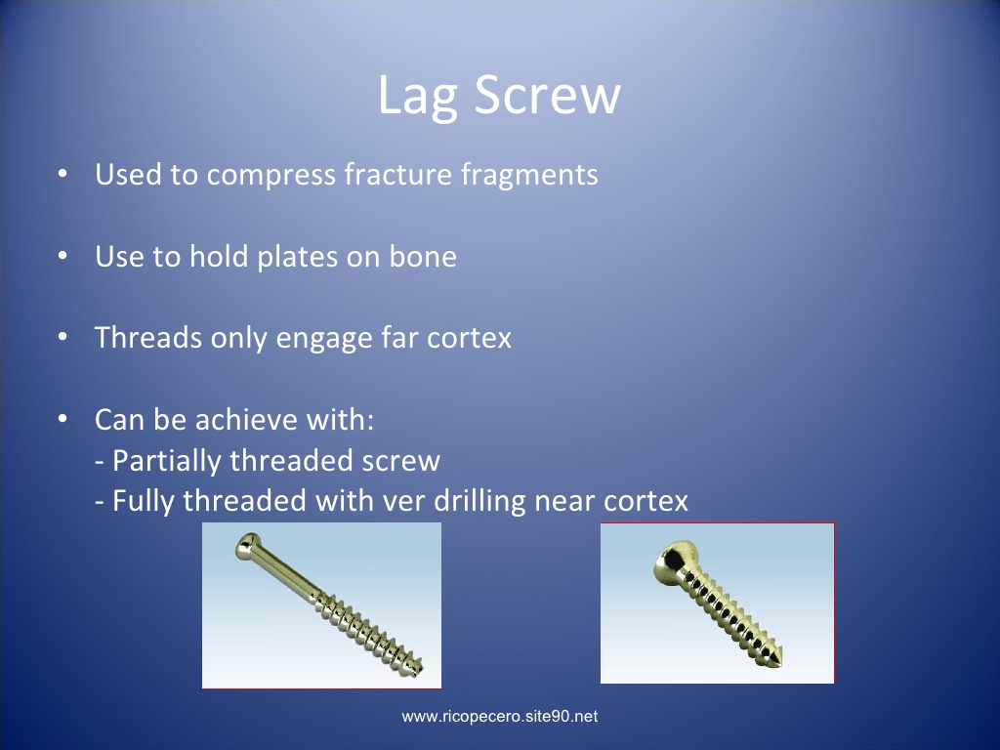 Lag Screw
• Used to compress fracture fragments
• Use to hold plates on bone
• Threads only engage far cortex
• Can be achieve with:
- Partially threaded screw
- Fully threaded with ver drilling near cortex
www.ricopecero.site90.net